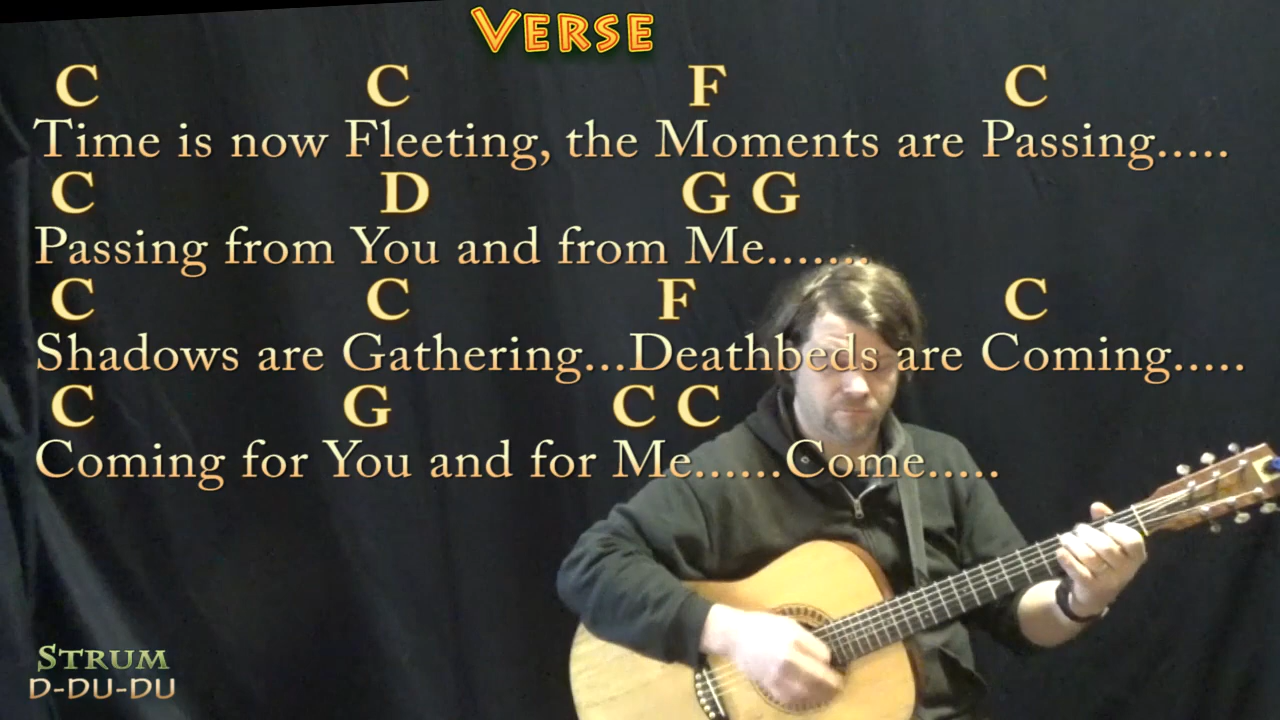 VERSE
C C F C
Time is now Fleeting, the Moments are Passing.....
C D G G
Passing from You and from Me.......
C C F C
Shadows are Gathering...Deathbeds are Coming.....
C G C C
Coming for You and for Me......Come.....
STRUM
D-DU-DU